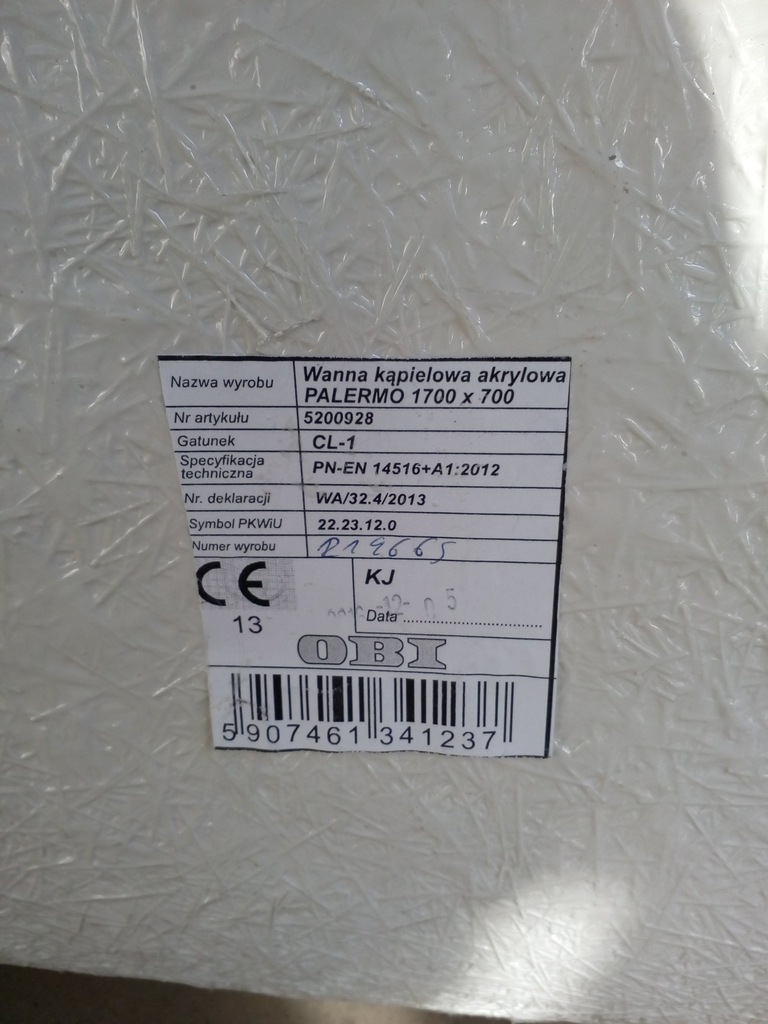 Nazwa wyrobu
Wanna kąpielowa akrylowa
PALERMO 1700 x 700
Nr artykułu 5200928
Gatunek CL-1
Specyfikacja
techniczna
PN-EN 14516+A1:2012
Nr. deklaracji WA/32.4/2013
Symbol PKWiU 22.23.12.0
Numer wyrobu
CE KJ
13 Data
OBI
5 907461 341237